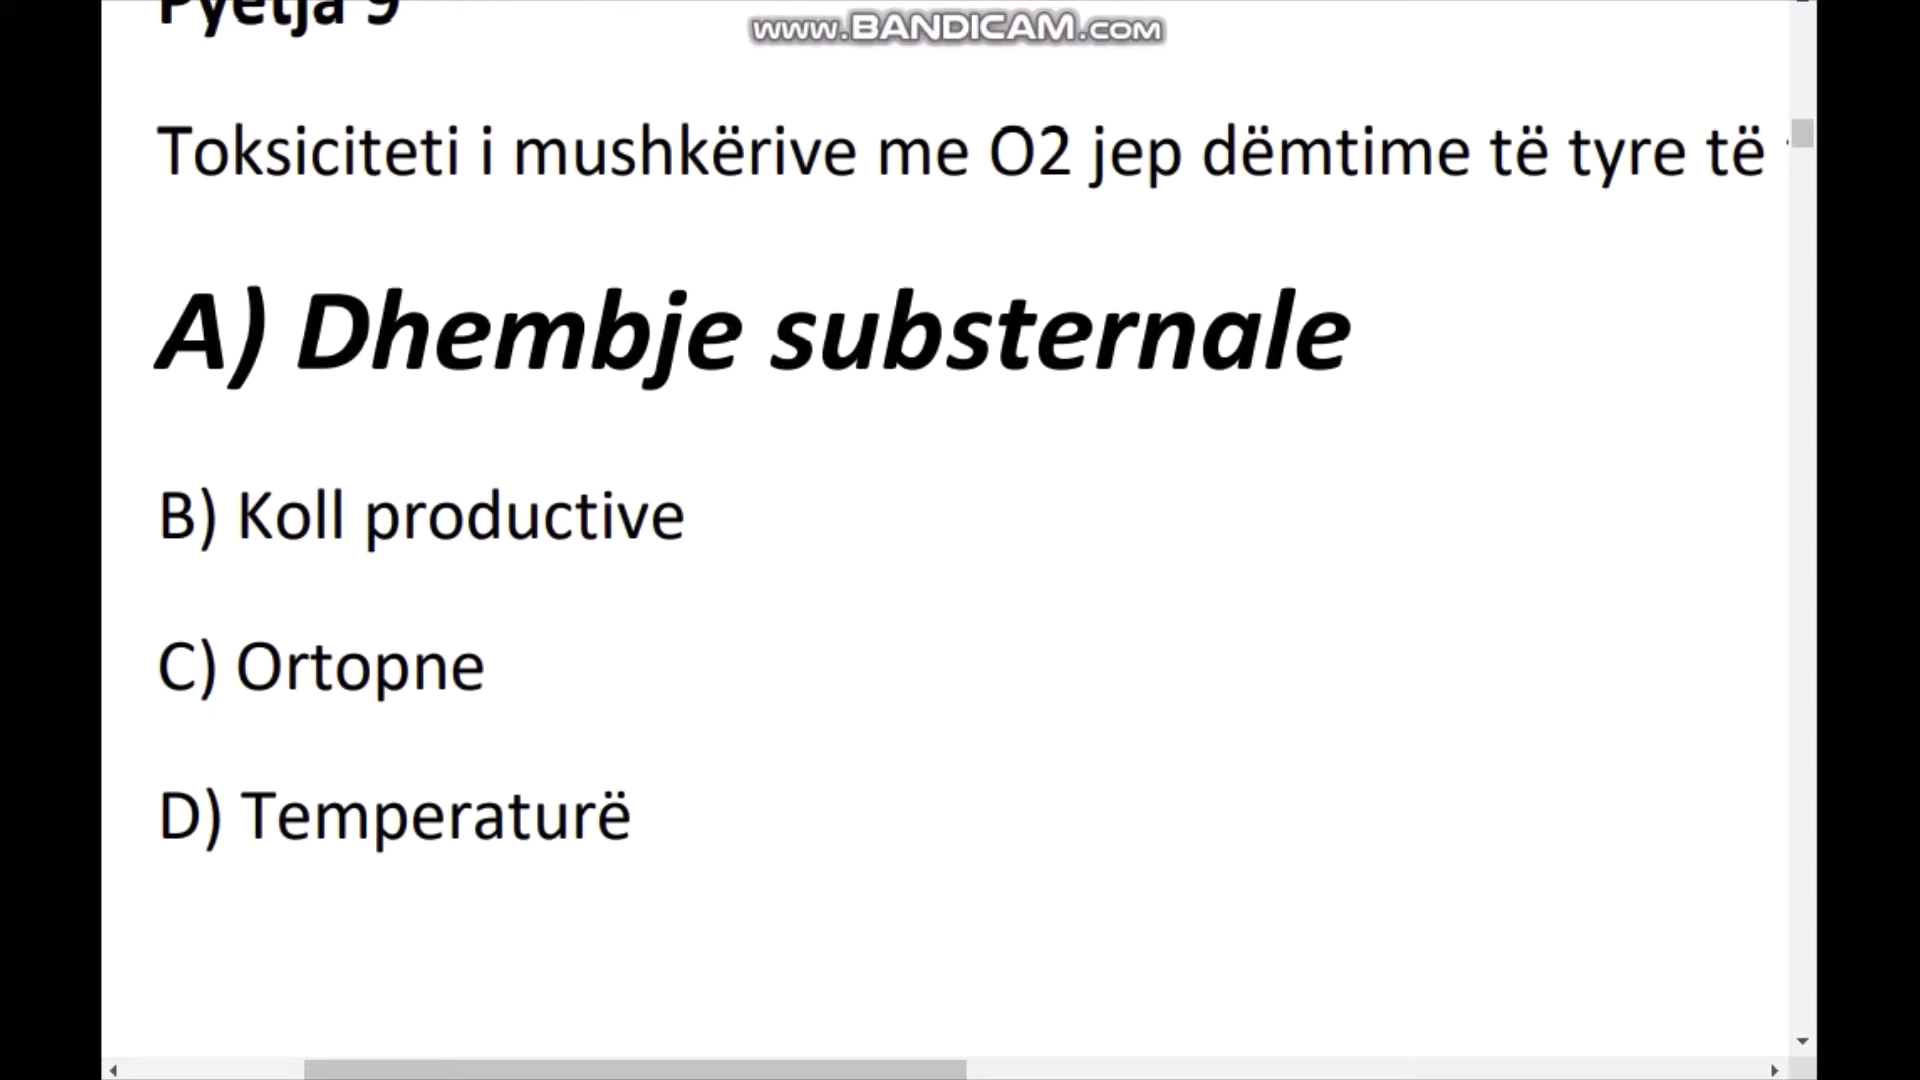 Pyetja 9
www.BANDICAM.com
Toksiciteti i mushkërive me O2 jep dëmtime të tyre të
A) Dhembje substernale
B) Koll productive
C) Ortopne
D) Temperaturë